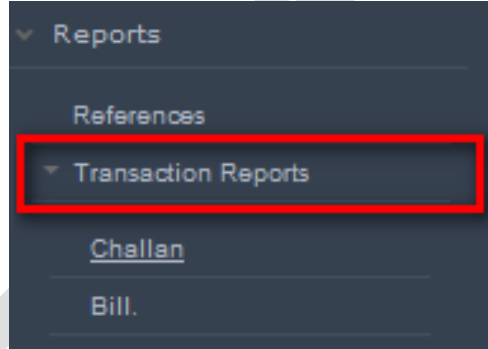 Reports
References
Transaction Reports
Challan
Bill.